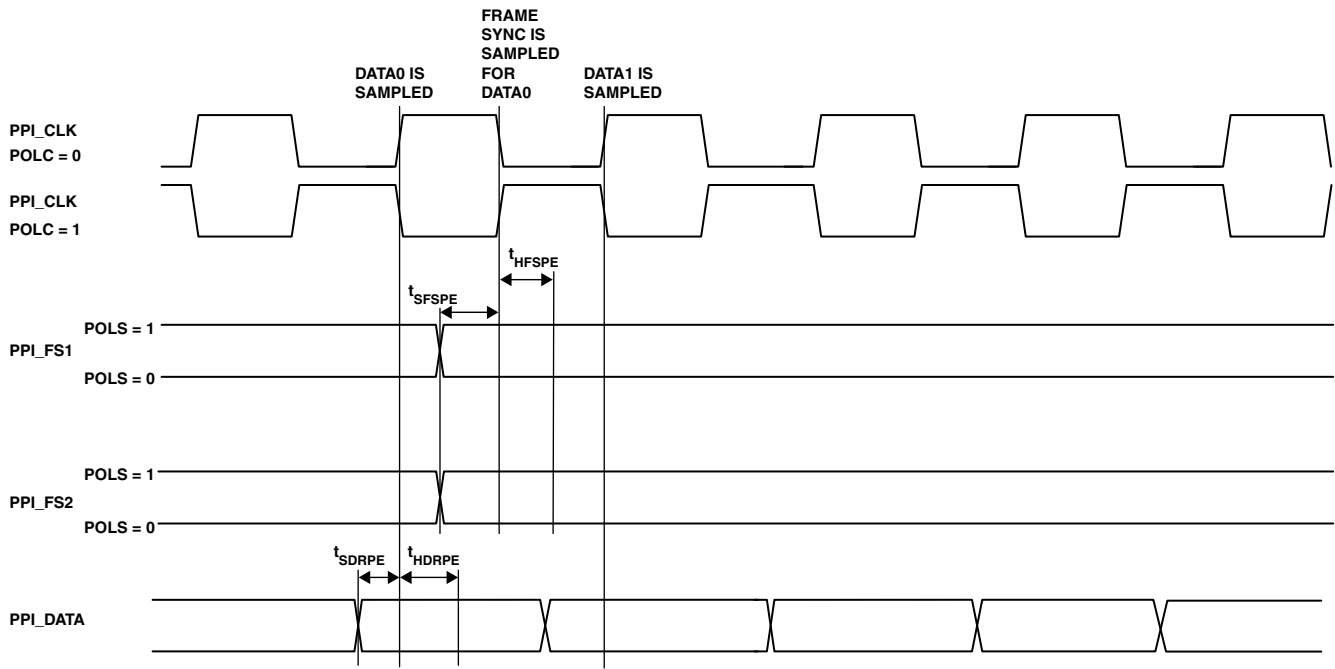 FRAME
SYNC IS
SAMPLED
FOR
DATA0
DATA0 IS
SAMPLED
DATA1 IS
SAMPLED
PPI_CLK
POLC = 0
PPI_CLK
POLC = 1
tHFSPE
tSFSPE
POLS = 1
PPI_FS1
POLS = 0
POLS = 1
PPI_FS2
POLS = 0
tSDRPE
tHDRPE
PPI_DATA